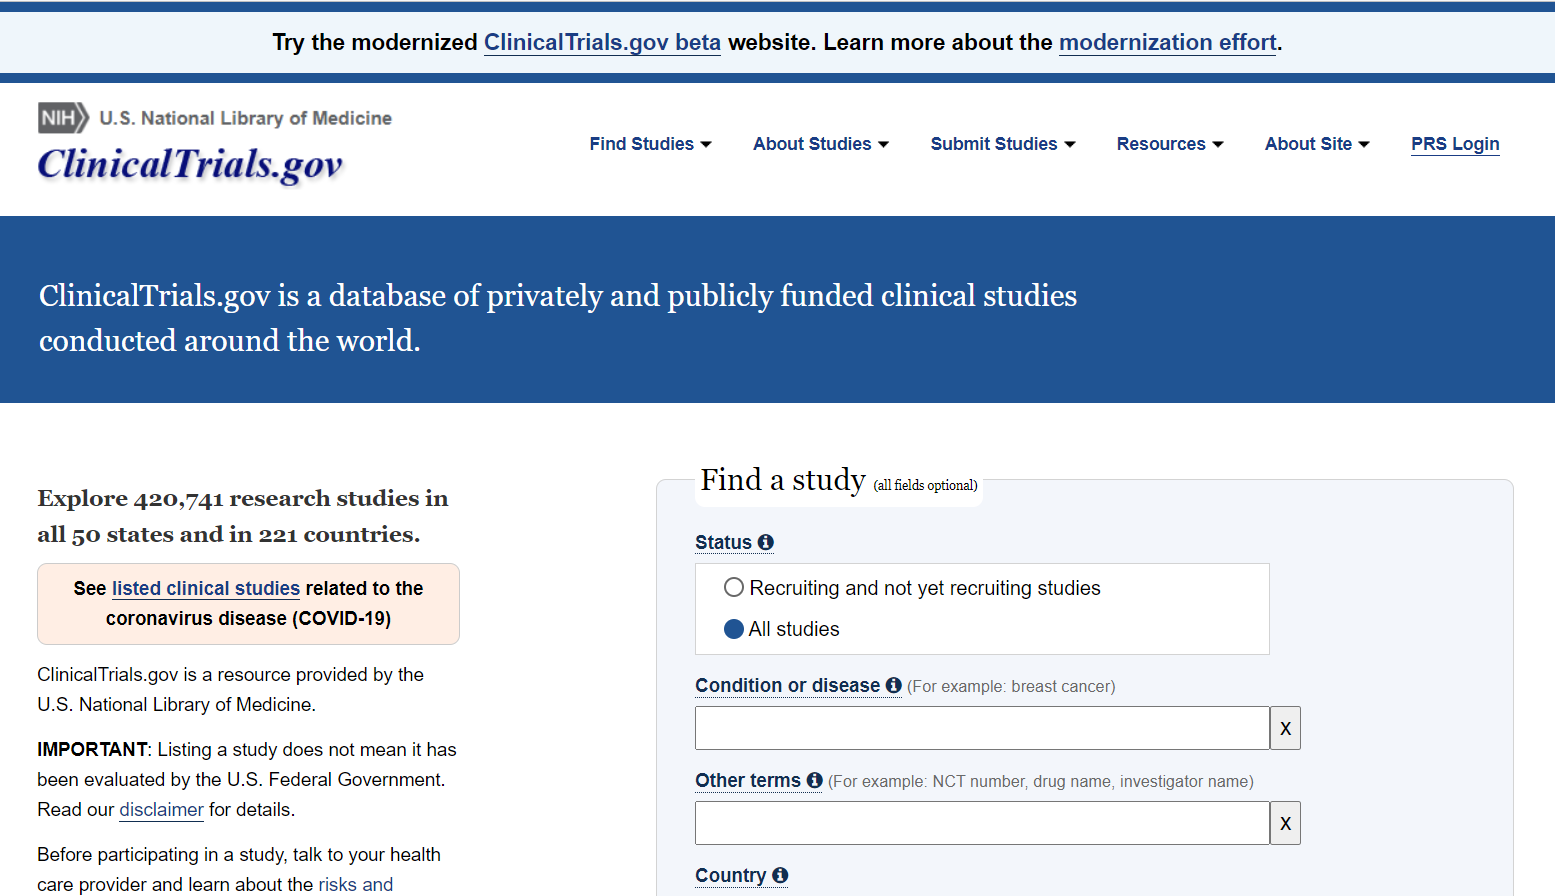 Try the modernized ClinicalTrials.gov beta website. Learn more about the modernization effort.
NIH U.S. National Library of Medicine
ClinicalTrials.gov
Find Studies About Studies Submit Studies Resources About Site PRS Login
ClinicalTrials.gov is a database of privately and publicly funded clinical studies
conducted around the world.
Explore 420,741 research studies in
all 50 states and in 221 countries.
See listed clinical studies related to the
coronavirus disease (COVID-19)
ClinicalTrials.gov is a resource provided by the
U.S. National Library of Medicine.
IMPORTANT: Listing a study does not mean it has
been evaluated by the U.S. Federal Government.
Read our disclaimer for details.
Before participating in a study, talk to your health
care provider and learn about the risks and
Find a study (all fields optional)
Status
Recruiting and not yet recruiting studies
All studies
Condition or disease (For example: breast cancer)
X
Other terms (For example: NCT number, drug name, investigator name)
X
Country